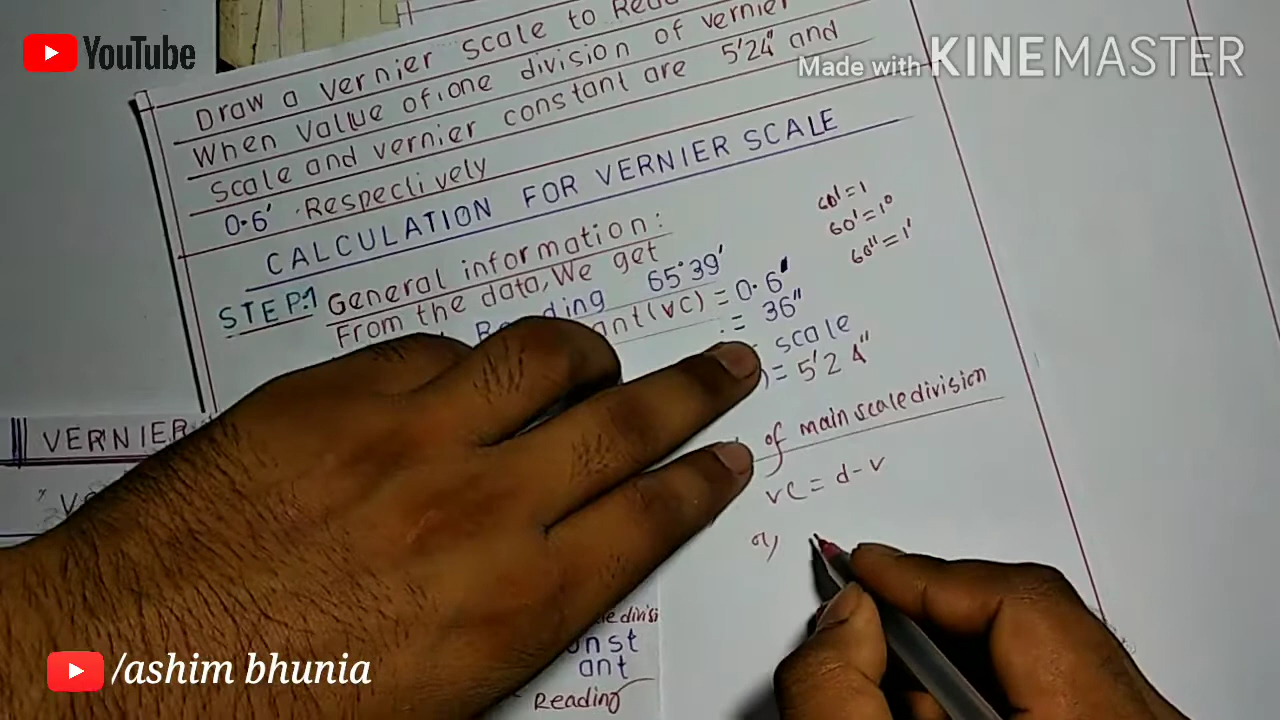 YouTube
Made with KINEMASTER
Draw a vernier scale to Read
When Value of one division of vernier
Scale and vernier constant are 5'24" and
0.6' Respectively
CALCULATION FOR VERNIER SCALE
STEP:1 General information:
From the data, We get
Reading 65°39'
ant (VC) = 0.6'
= 36"
scale
) = 5'24"
60' = 1
60' = 1°
60" = 1'
of main scale division
VC = d - v
VERNIER
onst
ant
Reading
/ashim bhunia